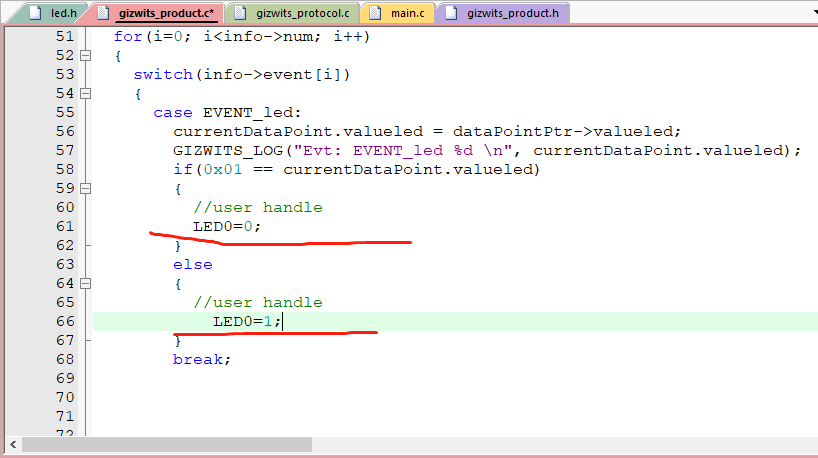 led.h gizwits_product.c* gizwits_protocol.c main.c gizwits_product.h
51 for(i=0; i<info->num; i++)
52 {
53 switch(info->event[i])
54 {
55 case EVENT_led:
56 currentDataPoint.valueled = dataPointPtr->valueled;
57 GIZWITS_LOG("Evt: EVENT_led %d \n", currentDataPoint.valueled);
58 if(0x01 == currentDataPoint.valueled)
59 {
60 //user handle
61 LED0=0;
62 }
63 else
64 {
65 //user handle
66 LED0=1;
67 }
68 break;
69
70
71
72